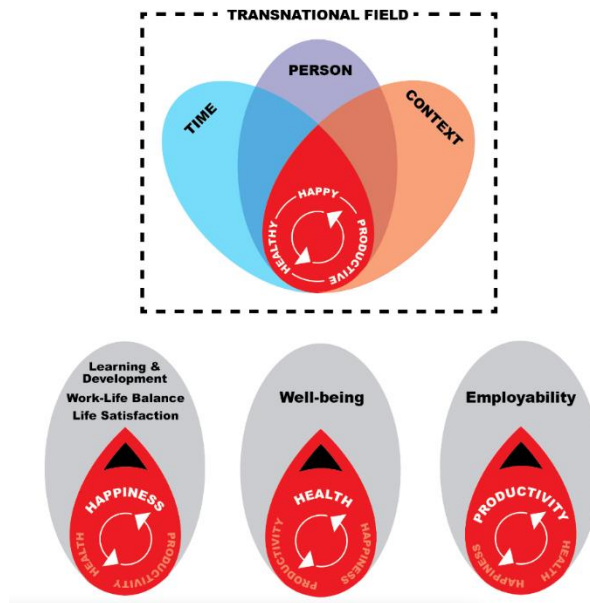 TRANSNATIONAL FIELD
PERSON
TIME
CONTEXT
HAPPY
HEALTHY
PRODUCTIVE
Learning &
Development
Work-Life Balance
Life Satisfaction
HAPPINESS
HEALTH
PRODUCTIVITY
Well-being
HEALTH
PRODUCTIVITY
HAPPINESS
Employability
PRODUCTIVITY
HAPPINESS
HEALTH